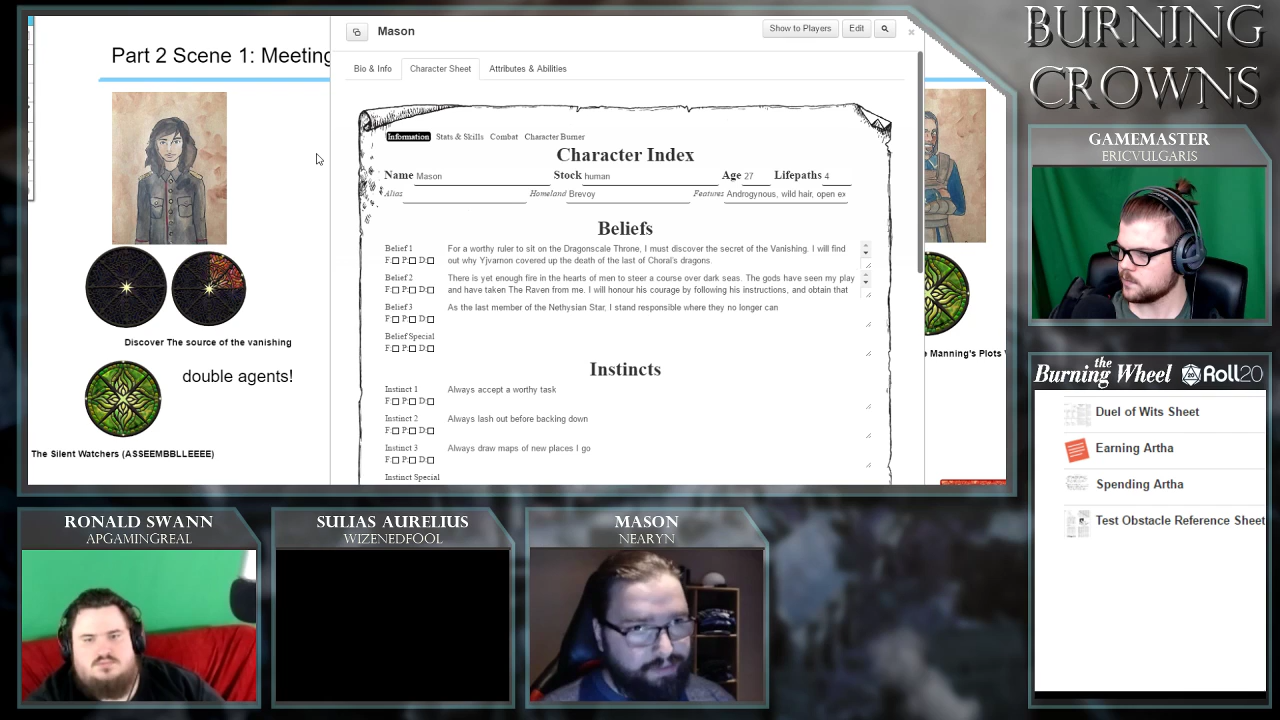 Part 2 Scene 1: Meeting
Discover The source of the vanishing
double agents!
The Silent Watchers (ASSEEMBBLLEEEE)
Mason
Show to Players
Edit
Bio & Info
Character Sheet
Attributes & Abilities
Information Stats & Skills Combat Character Burner
Character Index
Name Mason Stock human Age 27 Lifepaths 4
Alias Homeland Brevoy Features Androgynous, wild hair, open ex
Beliefs
Belief 1
For a worthy ruler to sit on the Dragonscale Throne, I must discover the secret of the Vanishing. I will find
F: P: D:
out why Yjvarnon covered up the death of the last of Choral's dragons.
Belief 2
There is yet enough fire in the hearts of men to steer a course over dark seas. The gods have seen my play
F: P: D:
and have taken The Raven from me. I will honour his courage by following his instructions, and obtain that
Belief 3
As the last member of the Nethysian Star, I stand responsible where they no longer can
F: P: D:
Belief Special
F: P: D:
Instincts
Instinct 1
Always accept a worthy task
F: P: D:
Instinct 2
Always lash out before backing down
F: P: D:
Instinct 3
Always draw maps of new places I go
F: P: D:
Instinct Special
Manning's Plots
BURNING
CROWNS
GAMEMASTER
ERICVULGARIS
the
Burning Wheel
Roll20
Duel of Wits Sheet
Earning Artha
Spending Artha
Test Obstacle Reference Sheet
RONALD SWANN
APGAMINGREAL
SULIAS AURELIUS
WIZENEDFOOL
MASON
NEARYN